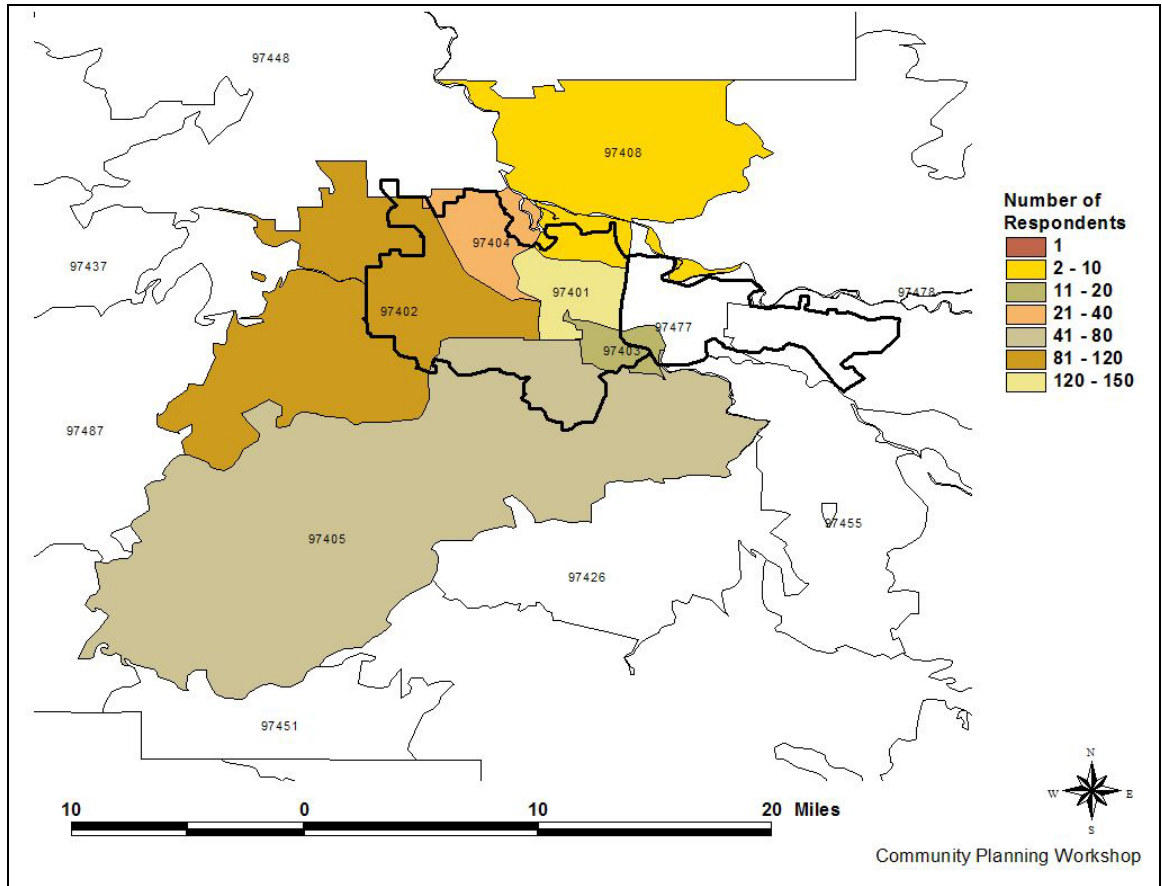 97448
97408
Number of
Respondents
1
2 - 10
11 - 20
21 - 40
41 - 80
81 - 120
120 - 150
97404
97437
97401
97478
97402
97477
97403
97487
97455
97405
97426
97451
N
W E
S
10 0 10 20 Miles
Community Planning Workshop